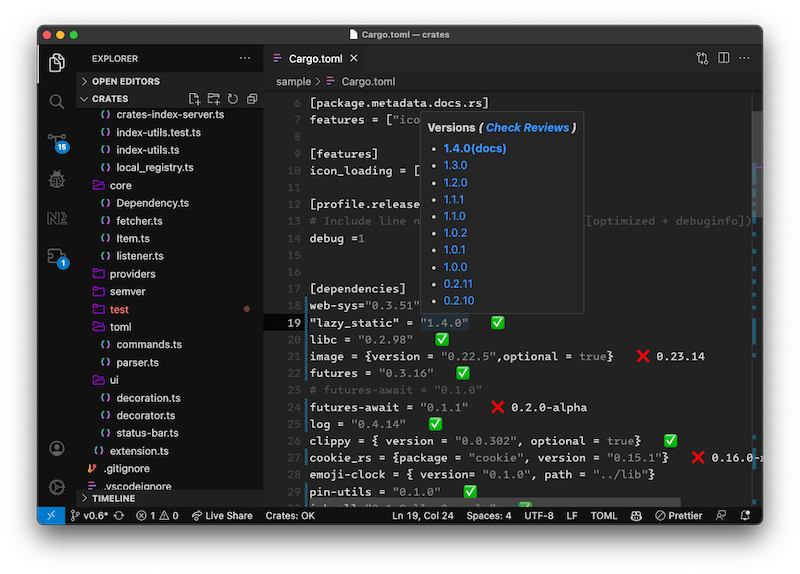 Cargo.toml — crates
EXPLORER
OPEN EDITORS
CRATES
crates-index-server.ts
index-utils.test.ts
index-utils.ts
local_registry.ts
core
Dependency.ts
fetcher.ts
Item.ts
listener.ts
providers
semver
test
toml
commands.ts
parser.ts
ui
decoration.ts
decorator.ts
status-bar.ts
extension.ts
.gitignore
.vscodeignore
TIMELINE
15
1
Cargo.toml
sample > Cargo.toml
6 [package.metadata.docs.rs]
7 features = ["ico
8
9 [features]
10 icon_loading = [
11
12 [profile.release
13 # Include line n [optimized + debuginfo])
14 debug =1
15
16
17 [dependencies]
18 web-sys="0.3.51"
19 "lazy_static" = "1.4.0" ✅
20 libc = "0.2.98" ✅
21 image = {version = "0.22.5",optional = true} ❌ 0.23.14
22 futures = "0.3.16" ✅
23 # futures-await = "0.1.0"
24 futures-await = "0.1.1" ❌ 0.2.0-alpha
25 log = "0.4.14" ✅
26 clippy = { version = "0.0.302", optional = true} ✅
27 cookie_rs = {package = "cookie", version = "0.15.1"} ❌ 0.16.0-r
28 emoji-clock = { version= "0.1.0", path = "../lib"}
29 pin-utils = "0.1.0" ✅
Versions ( Check Reviews )
1.4.0(docs)
1.3.0
1.2.0
1.1.1
1.1.0
1.0.2
1.0.1
1.0.0
0.2.11
0.2.10
v0.6* 1 0 Live Share Crates: OK Ln 19, Col 24 Spaces: 4 UTF-8 LF TOML Prettier